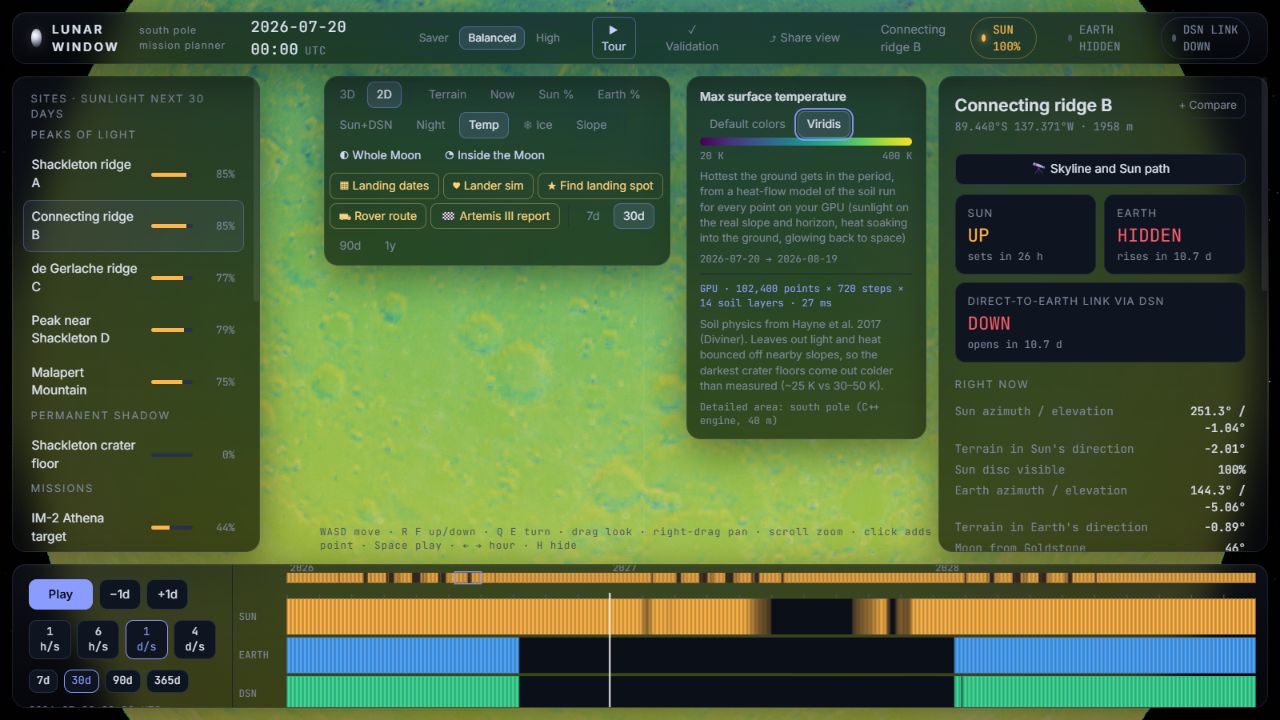 LUNAR
WINDOW
south pole
mission planner
2026-07-20
00:00 UTC
Saver
Balanced
High
▶
Tour
✓
Validation
⤴ Share view
Connecting
ridge B
SUN
100%
EARTH
HIDDEN
DSN LINK
DOWN
SITES · SUNLIGHT NEXT 30
DAYS
PEAKS OF LIGHT
Shackleton ridge
A
85%
Connecting ridge
B
85%
de Gerlache ridge
C
77%
Peak near
Shackleton D
79%
Malapert
Mountain
75%
PERMANENT SHADOW
Shackleton crater
floor
0%
MISSIONS
IM-2 Athena
target
44%
3D 2D Terrain Now Sun % Earth %
Sun+DSN Night Temp ❄ Ice Slope
◐ Whole Moon ◔ Inside the Moon
▦ Landing dates ♥ Lander sim ★ Find landing spot
⛟ Rover route 🏁 Artemis III report 7d 30d
90d 1y
Max surface temperature
Default colors Viridis
20 K 400 K
Hottest the ground gets in the period,
from a heat-flow model of the soil run
for every point on your GPU (sunlight on
the real slope and horizon, heat soaking
into the ground, glowing back to space)
2026-07-20 → 2026-08-19
GPU · 102,400 points × 720 steps ×
14 soil layers · 27 ms
Soil physics from Hayne et al. 2017
(Diviner). Leaves out light and heat
bounced off nearby slopes, so the
darkest crater floors come out colder
than measured (~25 K vs 30–50 K).
Detailed area: south pole (C++
engine, 40 m)
Connecting ridge B
+ Compare
89.440°S 137.371°W · 1958 m
🔭 Skyline and Sun path
SUN
UP
sets in 26 h
EARTH
HIDDEN
rises in 10.7 d
DIRECT-TO-EARTH LINK VIA DSN
DOWN
opens in 10.7 d
RIGHT NOW
Sun azimuth / elevation 251.3° /
-1.04°
Terrain in Sun's direction -2.01°
Sun disc visible 100%
Earth azimuth / elevation 144.3° /
-5.06°
Terrain in Earth's direction -0.89°
Moon from Goldstone 46°
WASD move · R F up/down · Q E turn · drag look · right-drag pan · scroll zoom · click adds
point · Space play · ← → hour · H hide
Play −1d +1d
1
h/s
6
h/s
1
d/s
4
d/s
7d 30d 90d 365d
2026 2027 2028
SUN
EARTH
DSN